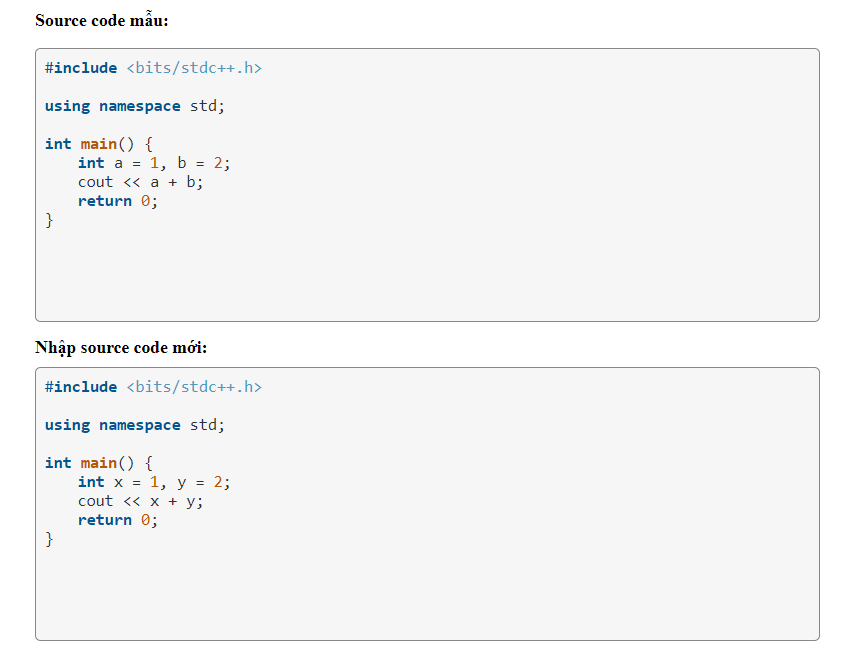 Source code mẫu:
#include <bits/stdc++.h>
using namespace std;
int main() {
    int a = 1, b = 2;
    cout << a + b;
    return 0;
}
Nhập source code mới:
#include <bits/stdc++.h>
using namespace std;
int main() {
    int x = 1, y = 2;
    cout << x + y;
    return 0;
}